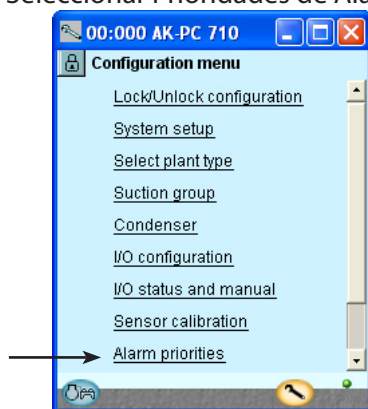 Seleccionar Prioridades de Ala
00:000 AK-PC 710
Configuration menu
Lock/Unlock configuration
System setup
Select plant type
Suction group
Condenser
I/O configuration
I/O status and manual
Sensor calibration
Alarm priorities